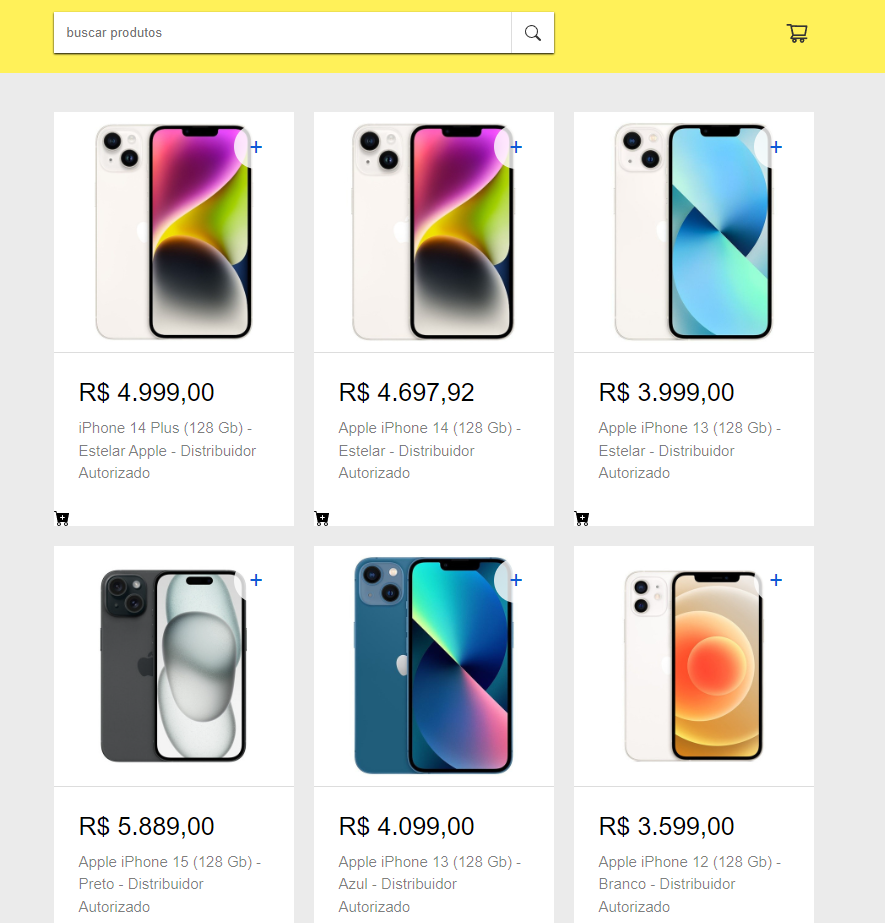 buscar produtos
+
+
+
R$ 4.999,00
iPhone 14 Plus (128 Gb) -
Estelar Apple - Distribuidor
Autorizado
R$ 4.697,92
Apple iPhone 14 (128 Gb) -
Estelar - Distribuidor
Autorizado
R$ 3.999,00
Apple iPhone 13 (128 Gb) -
Estelar - Distribuidor
Autorizado
+
+
+
R$ 5.889,00
Apple iPhone 15 (128 Gb) -
Preto - Distribuidor
Autorizado
R$ 4.099,00
Apple iPhone 13 (128 Gb) -
Azul - Distribuidor
Autorizado
R$ 3.599,00
Apple iPhone 12 (128 Gb) -
Branco - Distribuidor
Autorizado